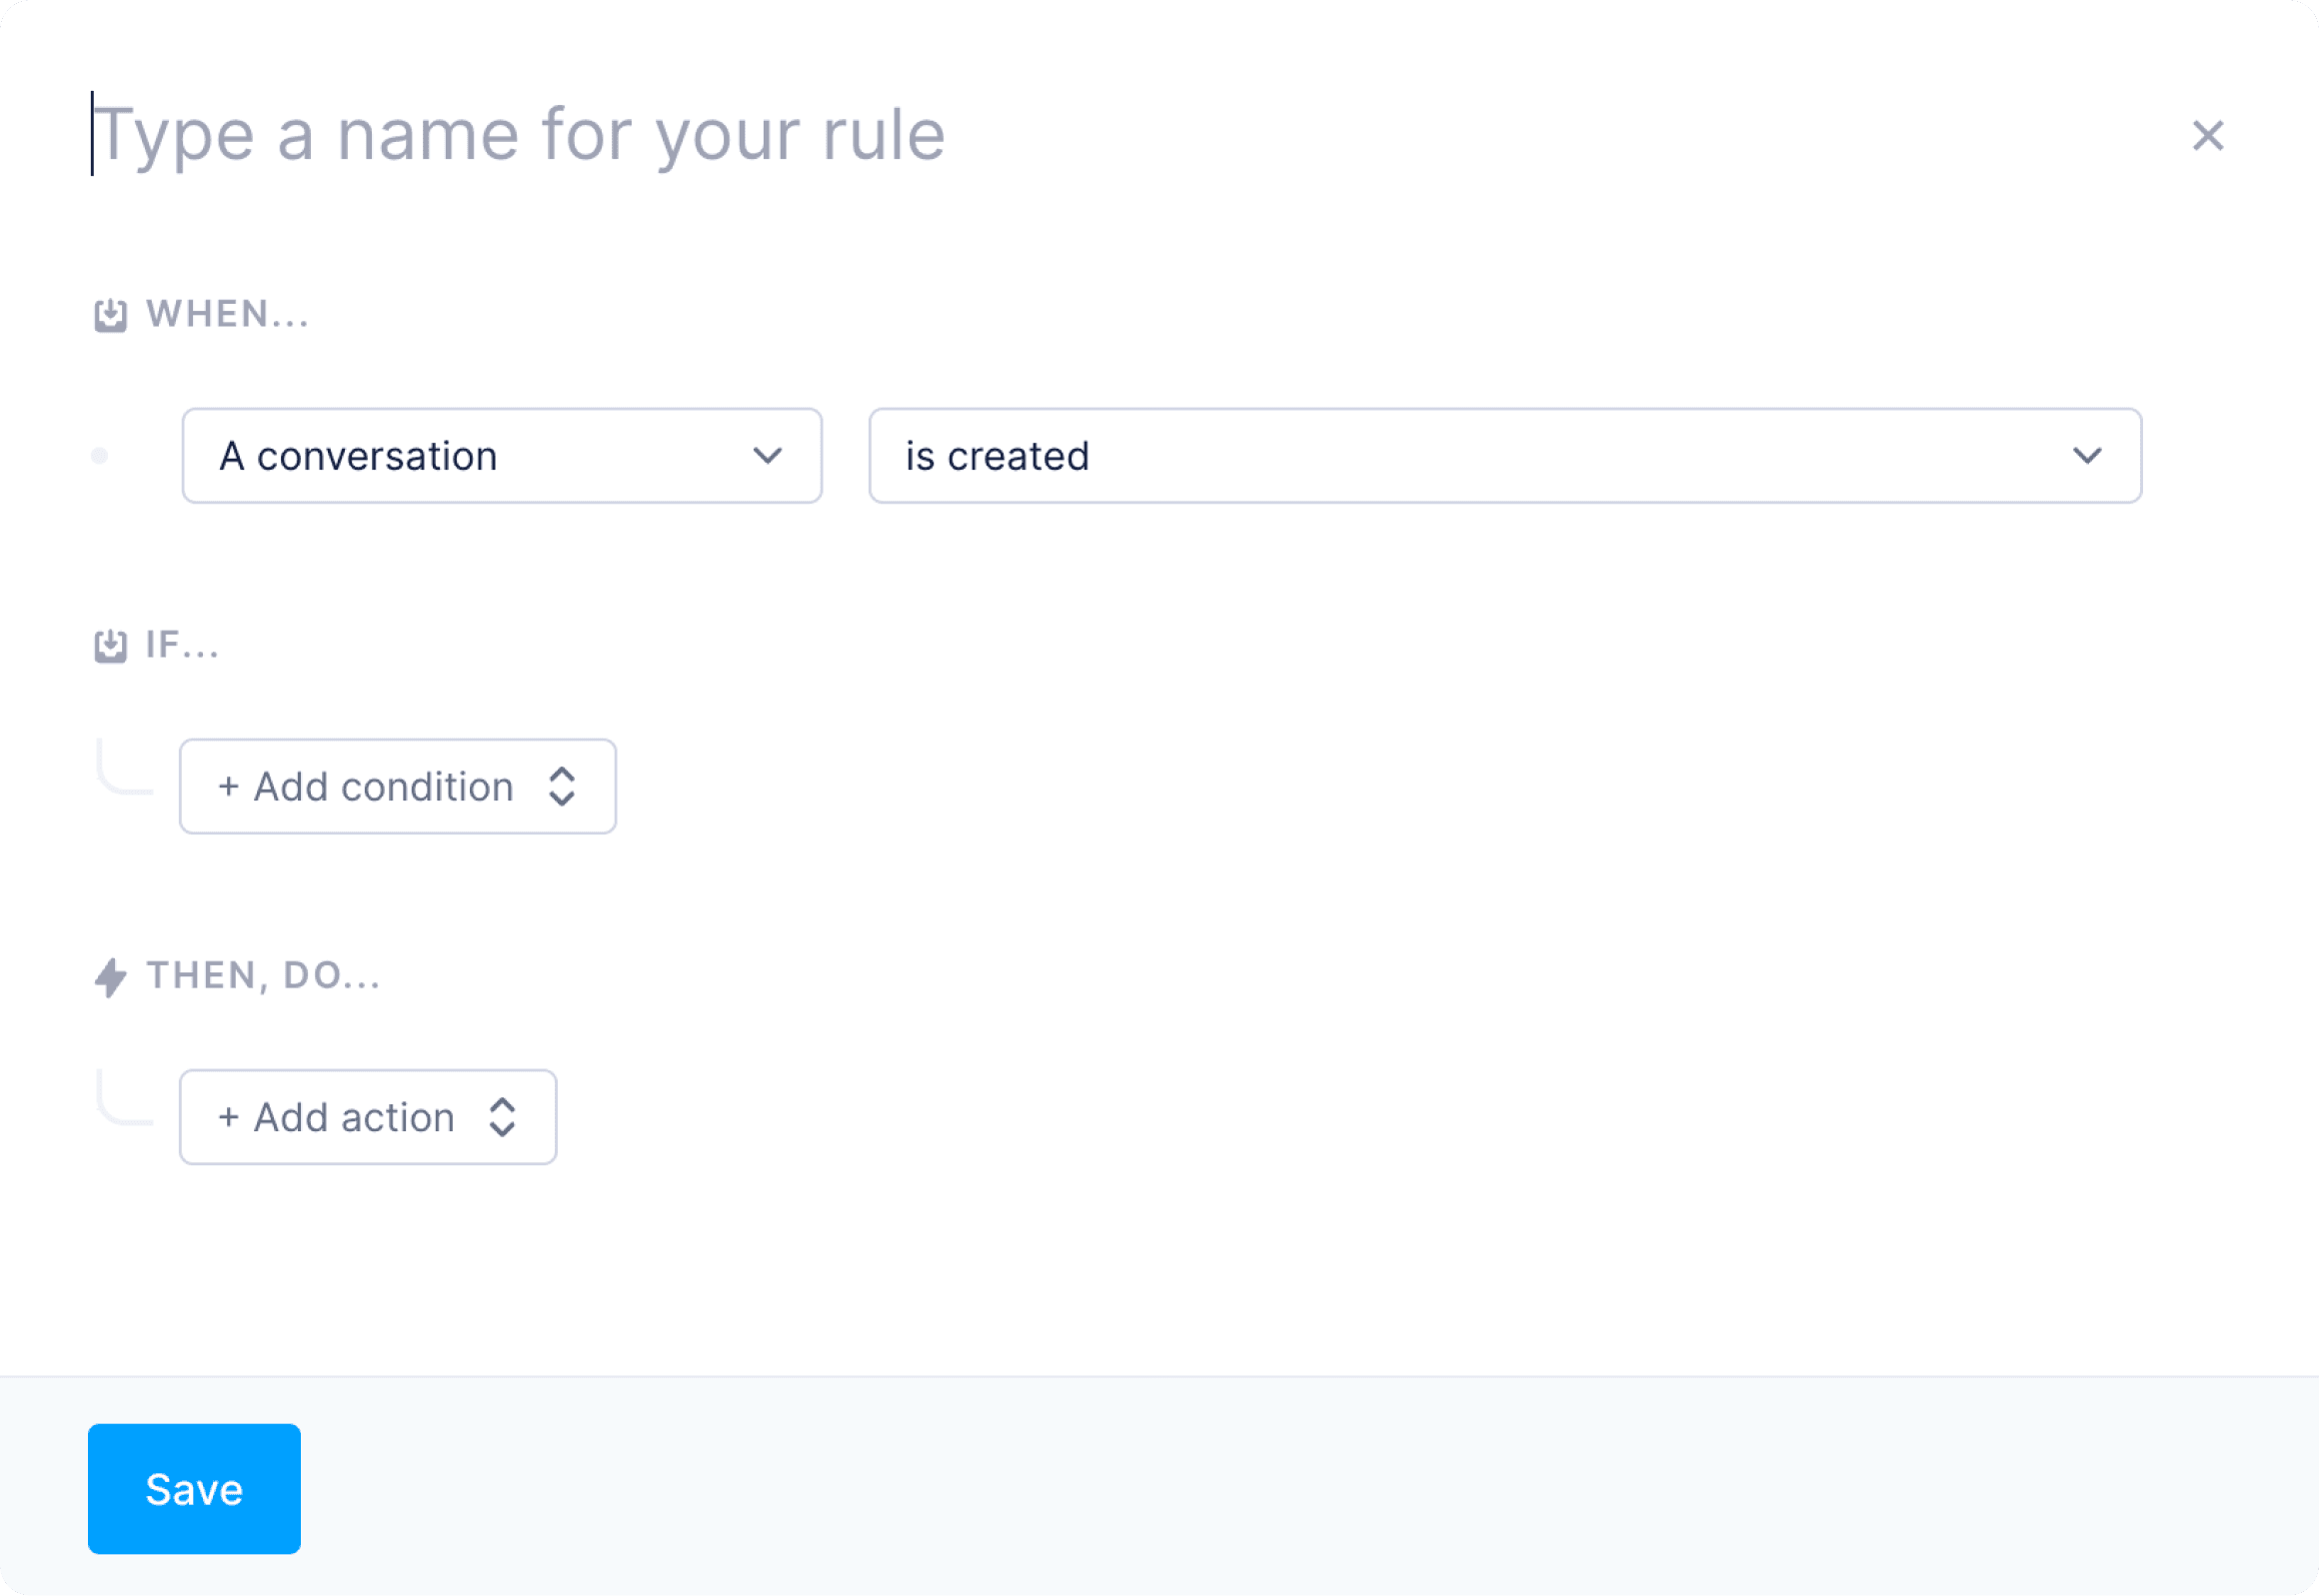 Type a name for your rule
WHEN...
A conversation is created
IF...
+ Add condition
THEN, DO...
+ Add action
Save